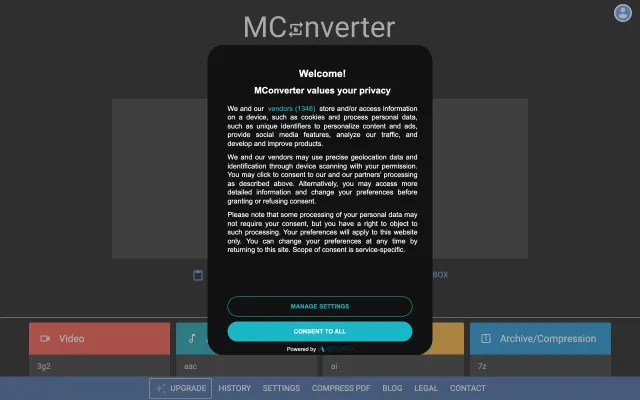 MConverter
Welcome!
MConverter values your privacy
We and our vendors (1346) store and/or access information
on a device, such as cookies and process personal data,
such as unique identifiers to personalize content and ads,
provide social media features, analyze our traffic, and
develop and improve products.
We and our vendors may use precise geolocation data and
identification through device scanning with your permission.
You may click to consent to our and our partners' processing
as described above. Alternatively, you may access more
detailed information and change your preferences before
granting or refusing consent.
Please note that some processing of your personal data may
not require your consent, but you have a right to object to
such processing. Your preferences will apply to this website
only. You can change your preferences at any time by
returning to this site. Scope of consent is service-specific.
BOX
MANAGE SETTINGS
CONSENT TO ALL
Powered by
Video
Archive/Compression
3g2
aac
ai
7z
UPGRADE
HISTORY
SETTINGS
COMPRESS PDF
BLOG
LEGAL
CONTACT